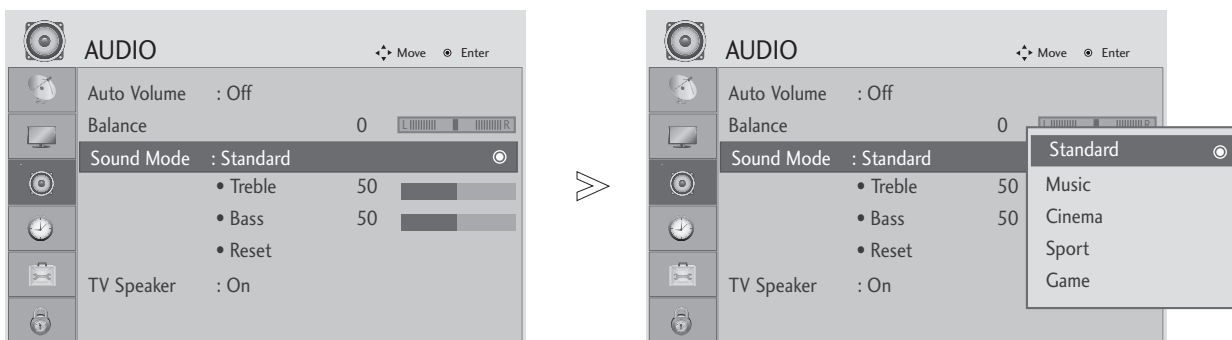 AUDIO
Move Enter
Auto Volume : Off
Balance 0 L R
Sound Mode : Standard
• Treble 50
• Bass 50
• Reset
TV Speaker : On
AUDIO
Move Enter
Auto Volume : Off
Balance 0 L R
Sound Mode : Standard
• Treble 50
• Bass 50
• Reset
TV Speaker : On
Standard
Music
Cinema
Sport
Game